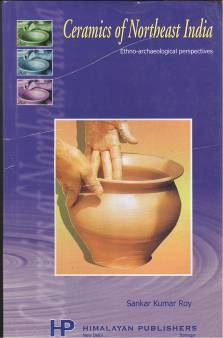 Ceramics of Northeast India
Ethno-archaeological perspectives
Sankar Kumar Roy
HP HIMALAYAN PUBLISHERS
New Delhi